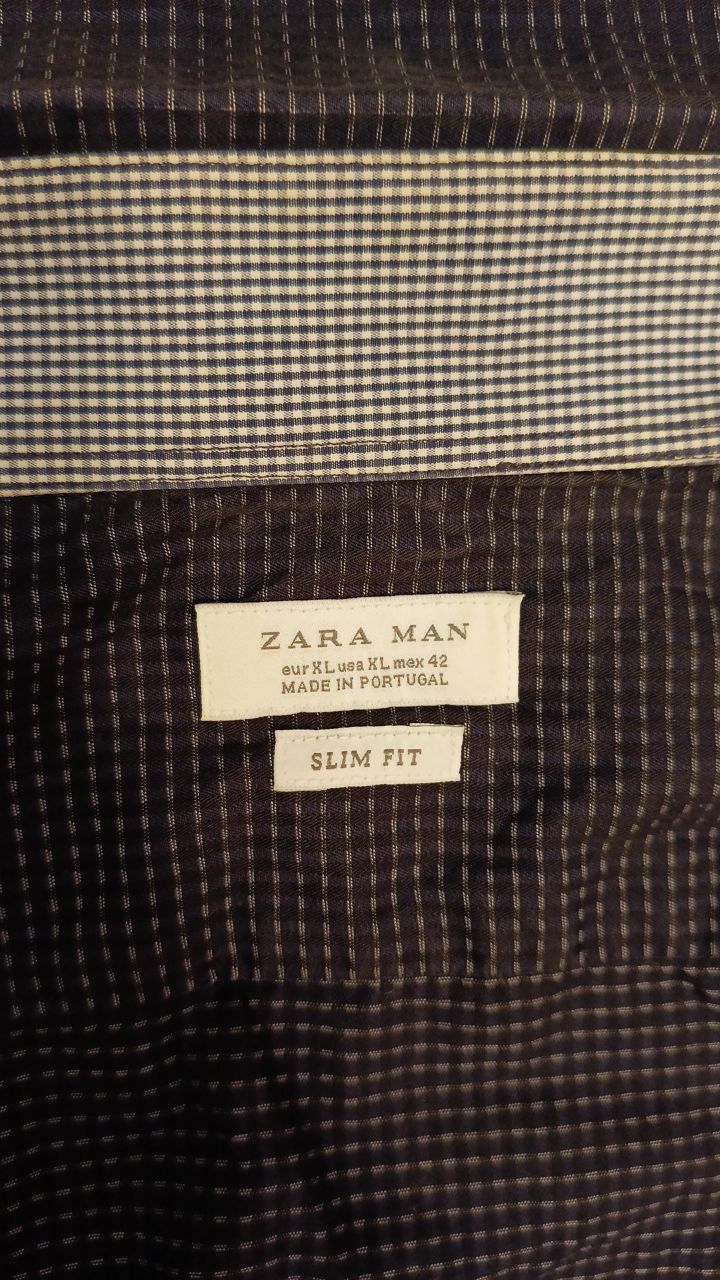 ZARA MAN
eur XL usa XL mex 42
MADE IN PORTUGAL
SLIM FIT